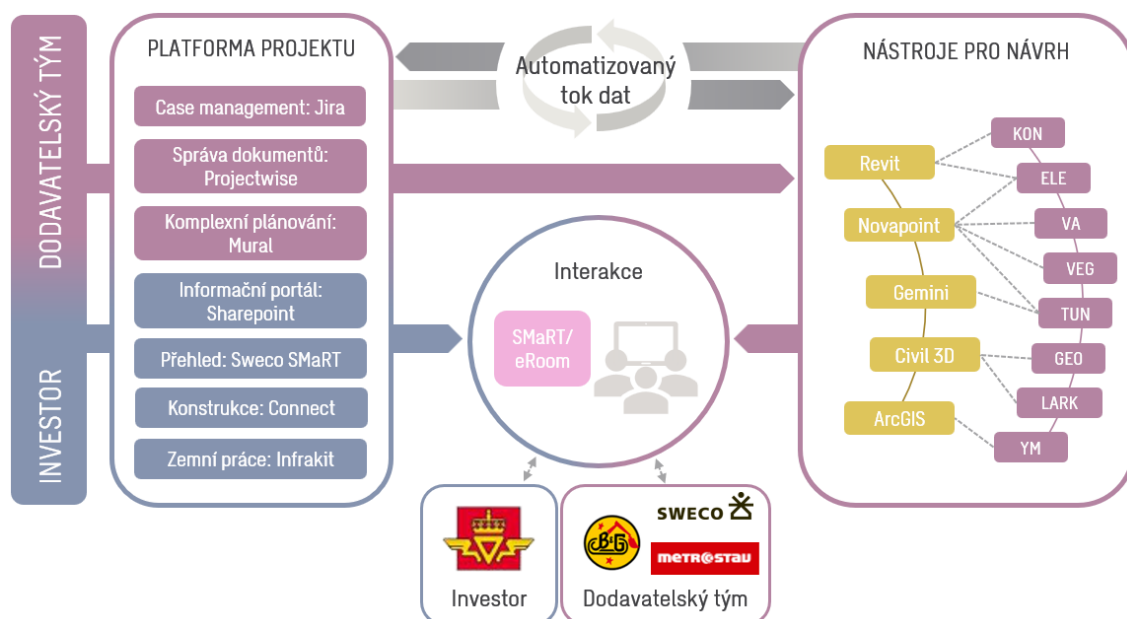 DODAVATELSKÝ TÝM
INVESTOR
PLATFORMA PROJEKTU
Case management: Jira
Správa dokumentů:
Projectwise
Komplexní plánování:
Mural
Informační portál:
Sharepoint
Přehled: Sweco SMaRT
Konstrukce: Connect
Zemní práce: Infrakit
Automatizovaný
tok dat
Interakce
SMaRT/
eRoom
NÁSTROJE PRO NÁVRH
Revit
Novapoint
Gemini
Civil 3D
ArcGIS
KON
ELE
VA
VEG
TUN
GEO
LARK
YM
Investor
B&G
SWECO
METROSTAV
Dodavatelský tým